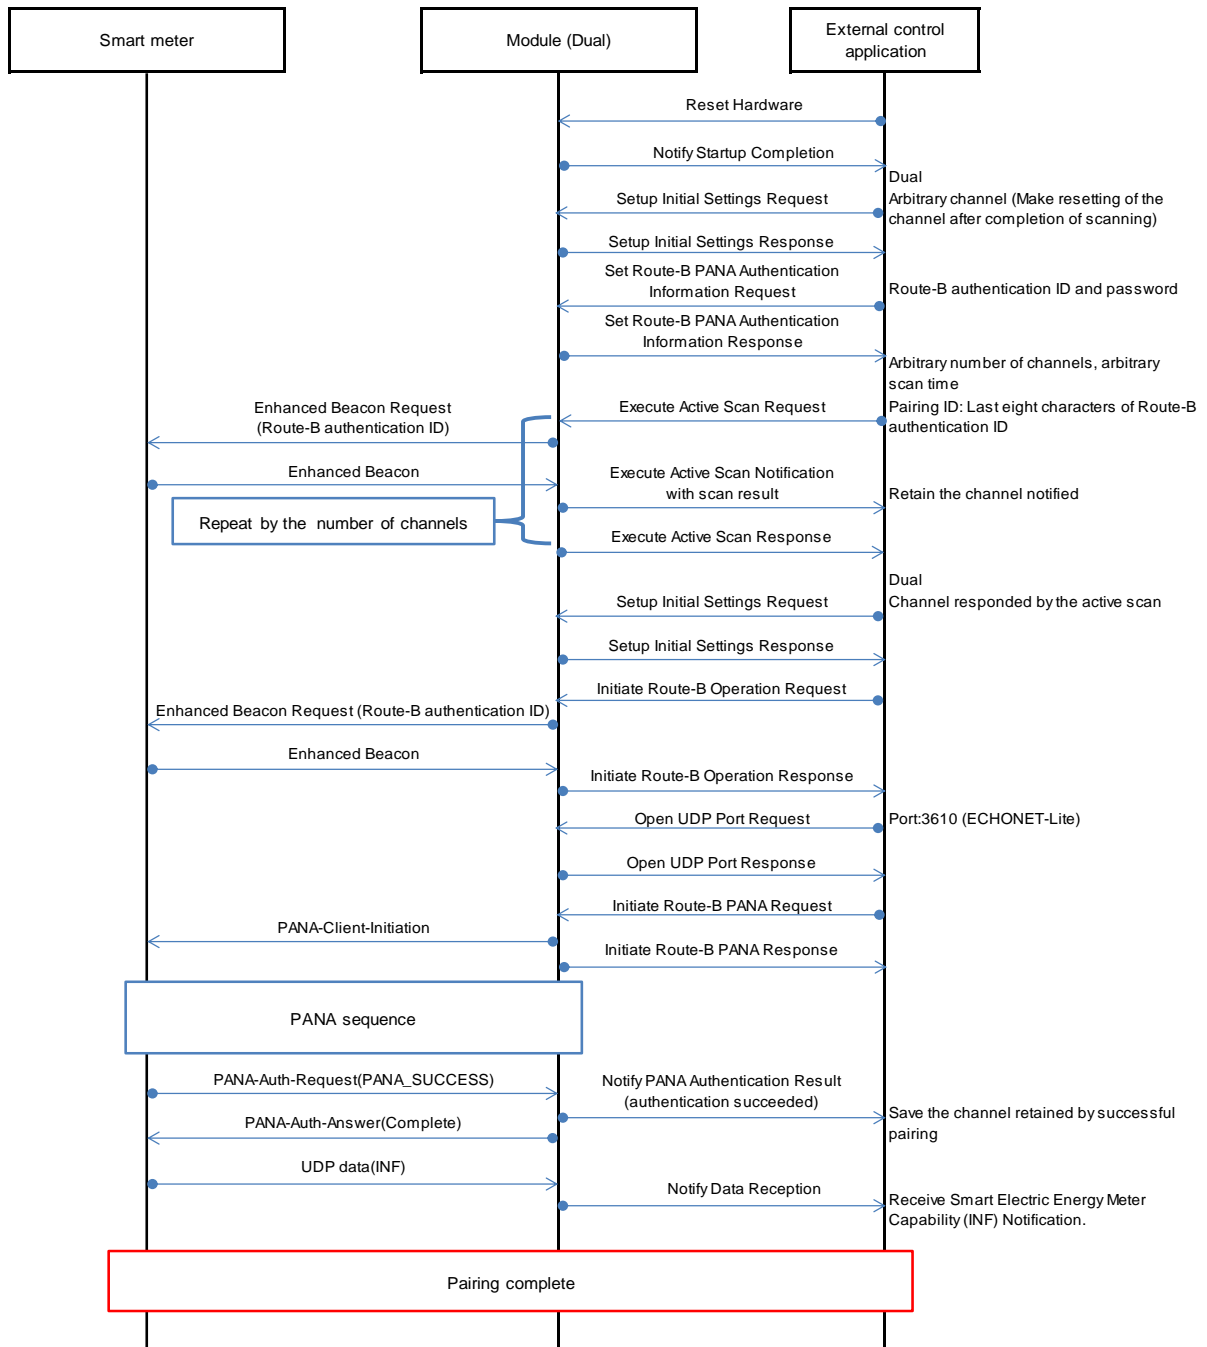 Smart meter
Module (Dual)
External control
application
Reset Hardware
Notify Startup Completion
Dual
Setup Initial Settings Request
Arbitrary channel (Make resetting of the
channel after completion of scanning)
Setup Initial Settings Response
Set Route-B PANA Authentication
Information Request
Route-B authentication ID and password
Set Route-B PANA Authentication
Information Response
Arbitrary number of channels, arbitrary
scan time
Enhanced Beacon Request
(Route-B authentication ID)
Execute Active Scan Request
Pairing ID: Last eight characters of Route-B
authentication ID
Enhanced Beacon
Execute Active Scan Notification
with scan result
Retain the channel notified
Repeat by the number of channels
Execute Active Scan Response
Dual
Setup Initial Settings Request
Channel responded by the active scan
Setup Initial Settings Response
Initiate Route-B Operation Request
Enhanced Beacon Request (Route-B authentication ID)
Enhanced Beacon
Initiate Route-B Operation Response
Open UDP Port Request
Port:3610 (ECHONET-Lite)
Open UDP Port Response
Initiate Route-B PANA Request
PANA-Client-Initiation
Initiate Route-B PANA Response
PANA sequence
PANA-Auth-Request(PANA_SUCCESS)
Notify PANA Authentication Result
(authentication succeeded)
PANA-Auth-Answer(Complete)
Save the channel retained by successful
pairing
UDP data(INF)
Notify Data Reception
Receive Smart Electric Energy Meter
Capability (INF) Notification.
Pairing complete